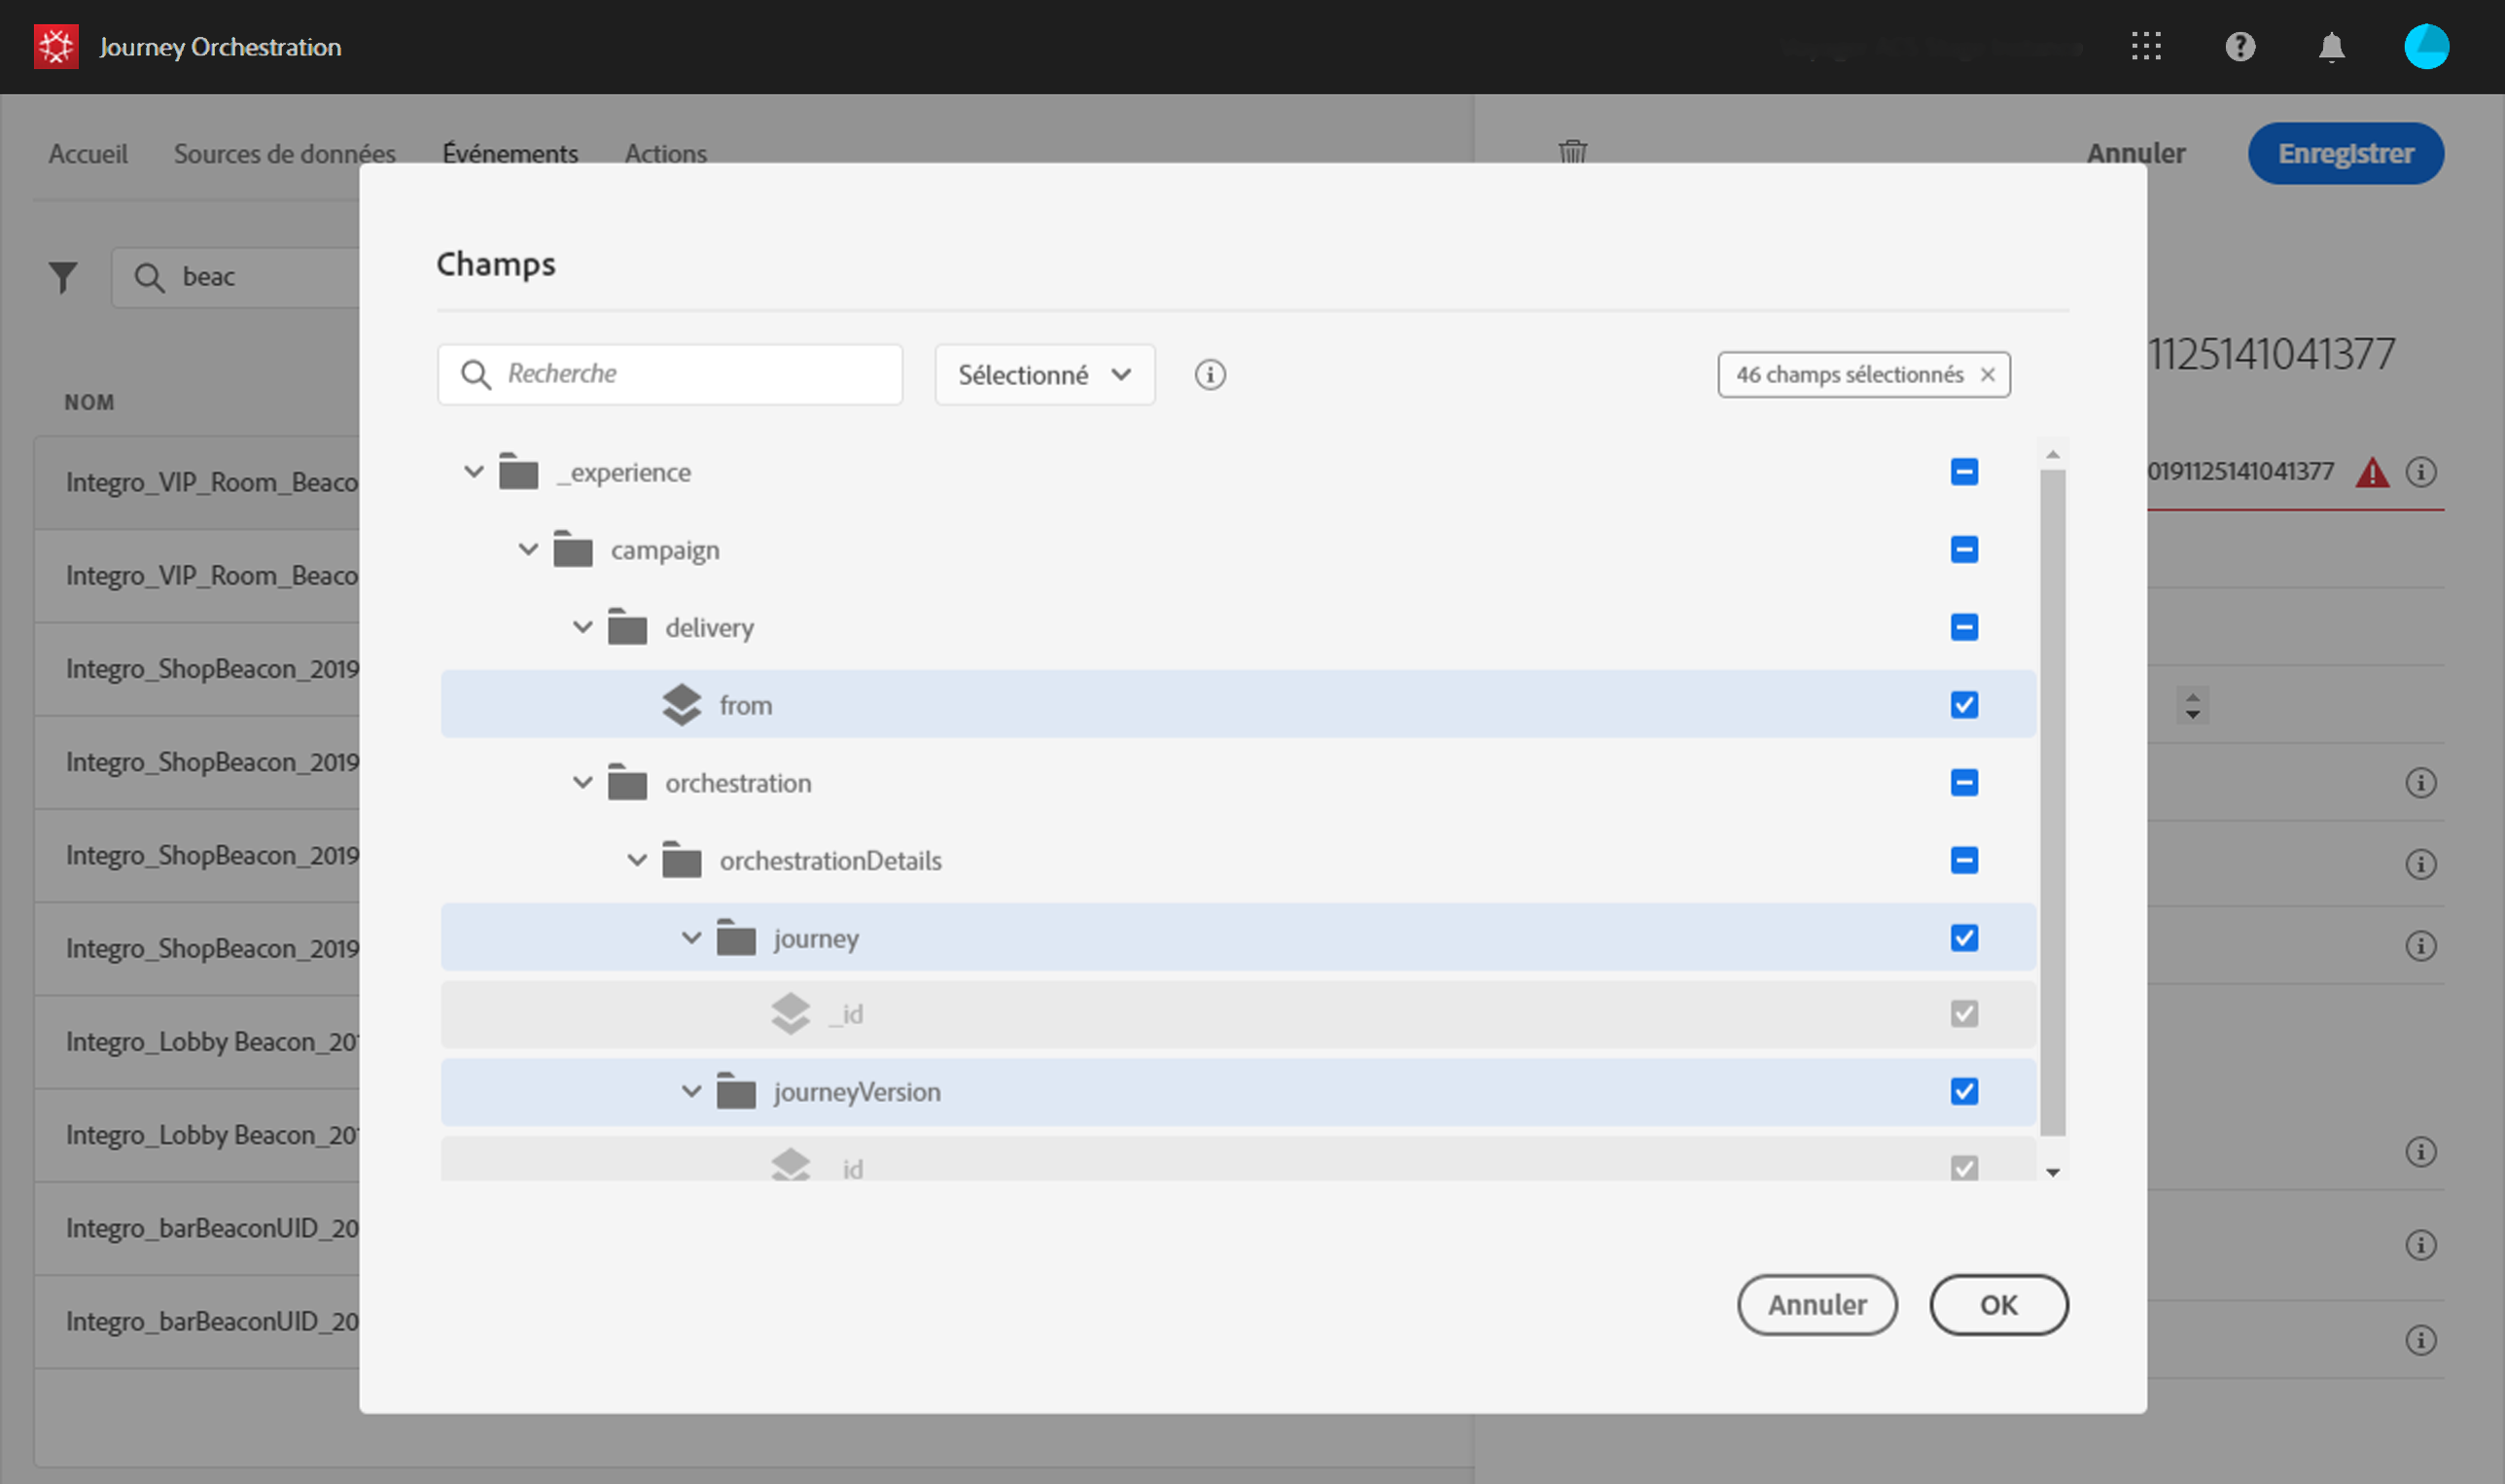 Journey Orchestration
Accueil Sources de données Événements Actions
Annuler Enregistrer
beac
NOM
Integro_VIP_Room_Beaco
Integro_VIP_Room_Beaco
Integro_ShopBeacon_2019
Integro_ShopBeacon_2019
Integro_ShopBeacon_2019
Integro_ShopBeacon_2019
Integro_Lobby Beacon_201
Integro_Lobby Beacon_201
Integro_barBeaconUID_20
Integro_barBeaconUID_20
Champs
Recherche Sélectionné 46 champs sélectionnés
_experience
campaign
delivery
from
orchestration
orchestrationDetails
journey
_id
journeyVersion
_id
Annuler OK
1125141041377
0191125141041377